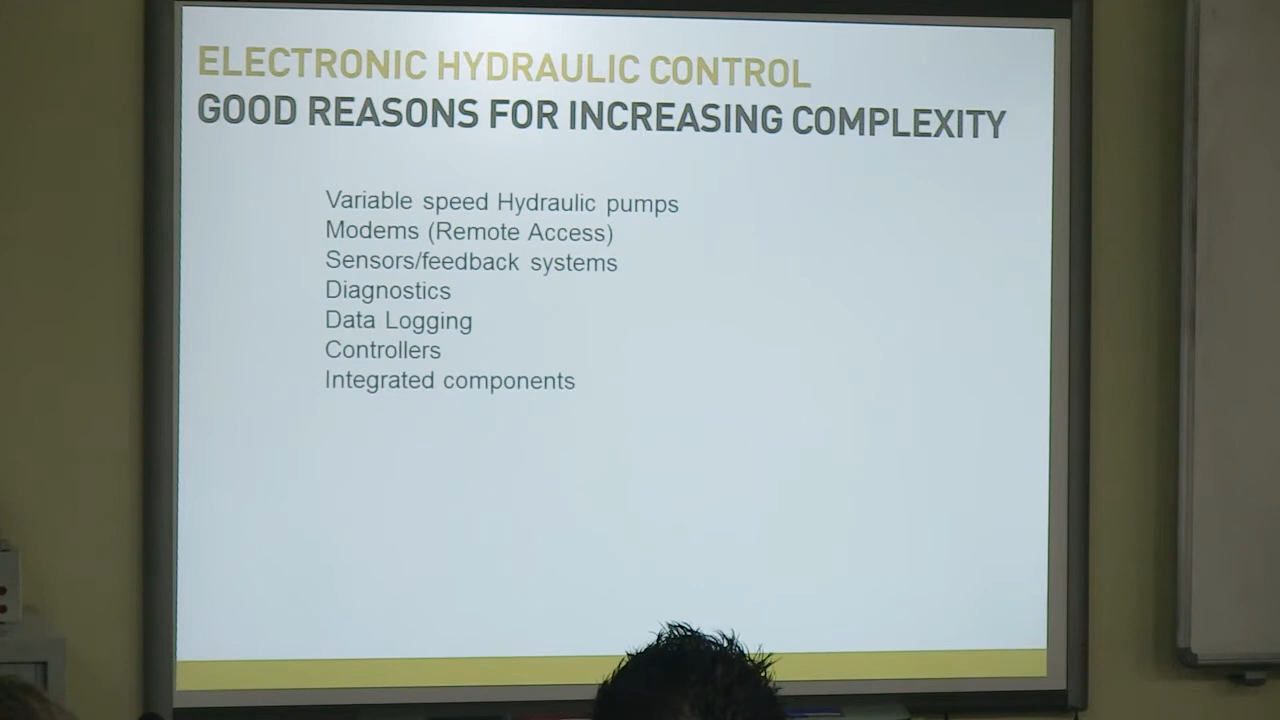 ELECTRONIC HYDRAULIC CONTROL
GOOD REASONS FOR INCREASING COMPLEXITY
Variable speed Hydraulic pumps
Modems (Remote Access)
Sensors/feedback systems
Diagnostics
Data Logging
Controllers
Integrated components